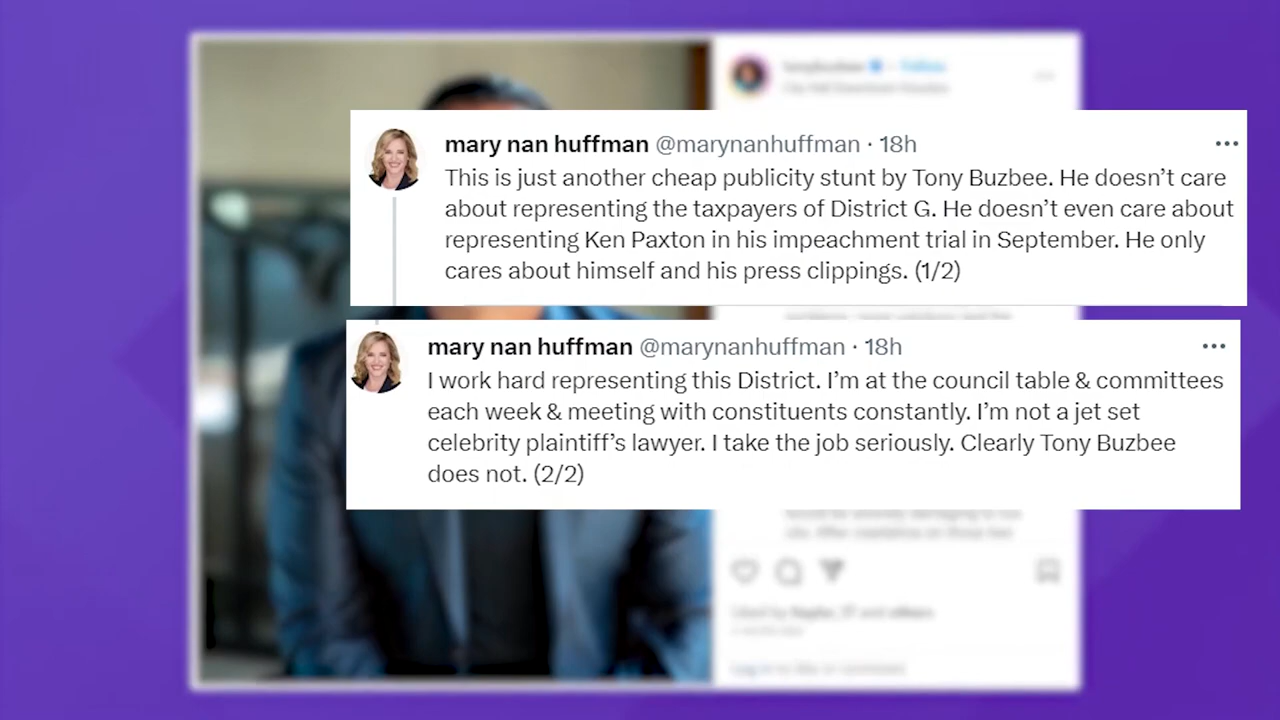 mary nan huffman @marynanhuffman · 18h
This is just another cheap publicity stunt by Tony Buzbee. He doesn’t care
about representing the taxpayers of District G. He doesn’t even care about
representing Ken Paxton in his impeachment trial in September. He only
cares about himself and his press clippings. (1/2)
mary nan huffman @marynanhuffman · 18h
I work hard representing this District. I’m at the council table & committees
each week & meeting with constituents constantly. I’m not a jet set
celebrity plaintiff’s lawyer. I take the job seriously. Clearly Tony Buzbee
does not. (2/2)